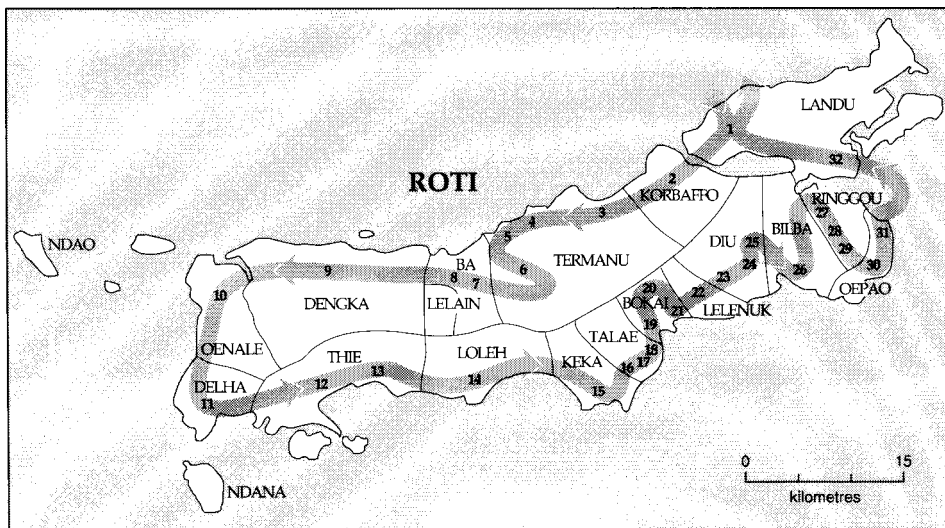 LANDU
1
32
2
ROTI
KORBAFFO
RINGGOU
27
3
4
5
NDAO
BA
TERMANU
DIU
25
BILBA
28
31
6
29
9
8
7
24
23
26
30
10
DENGKA
LELAIN
20
22
OEPAO
BOKAI
21
LELENUK
19
OENALE
THIE
LOLEH
TALAE
18
KEKA
16
17
DELHA
12
13
14
15
11
NDANA
0 15
kilometres